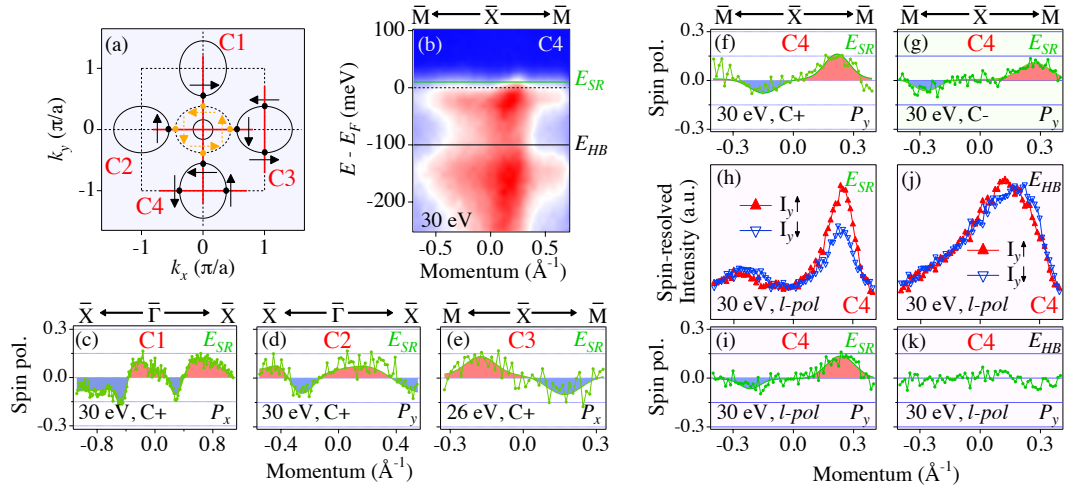 (a)
C1
C2
C3
C4
1
0
-1
k_y (π/a)
-1 0 1
k_x (π/a)
M̄ X̄ M̄
(b) C4
E_SR
E_HB
30 eV
0
-100
-200
E - E_F (meV)
-0.5 0.0 0.5
Momentum (Å⁻¹)
X̄ Γ̄ X̄
(c) C1 E_SR
30 eV, C+ P_x
0.3
0.0
-0.3
Spin pol.
-0.8 0.0 0.8
X̄ Γ̄ X̄
(d) C2 E_SR
30 eV, C+ P_y
-0.4 0.0 0.4
M̄ X̄ M̄
(e) C3 E_SR
26 eV, C+ P_x
-0.3 0.0 0.3
Momentum (Å⁻¹)
M̄ X̄ M̄
(f) C4 E_SR
30 eV, C+ P_y
0.3
0.0
-0.3
Spin pol.
-0.3 0.0 0.3
M̄ X̄ M̄
(g) C4 E_SR
30 eV, C- P_y
-0.3 0.0 0.3
(h) E_SR
I_y↑
I_y↓
30 eV, l-pol C4
Spin-resolved
Intensity (a.u.)
(j) E_HB
I_y↑
I_y↓
30 eV, l-pol C4
(i) C4 E_SR
30 eV, l-pol P_y
0.3
0.0
-0.3
Spin pol.
-0.3 0.0 0.3
(k) C4 E_HB
30 eV, l-pol P_y
-0.3 0.0 0.3
Momentum (Å⁻¹)